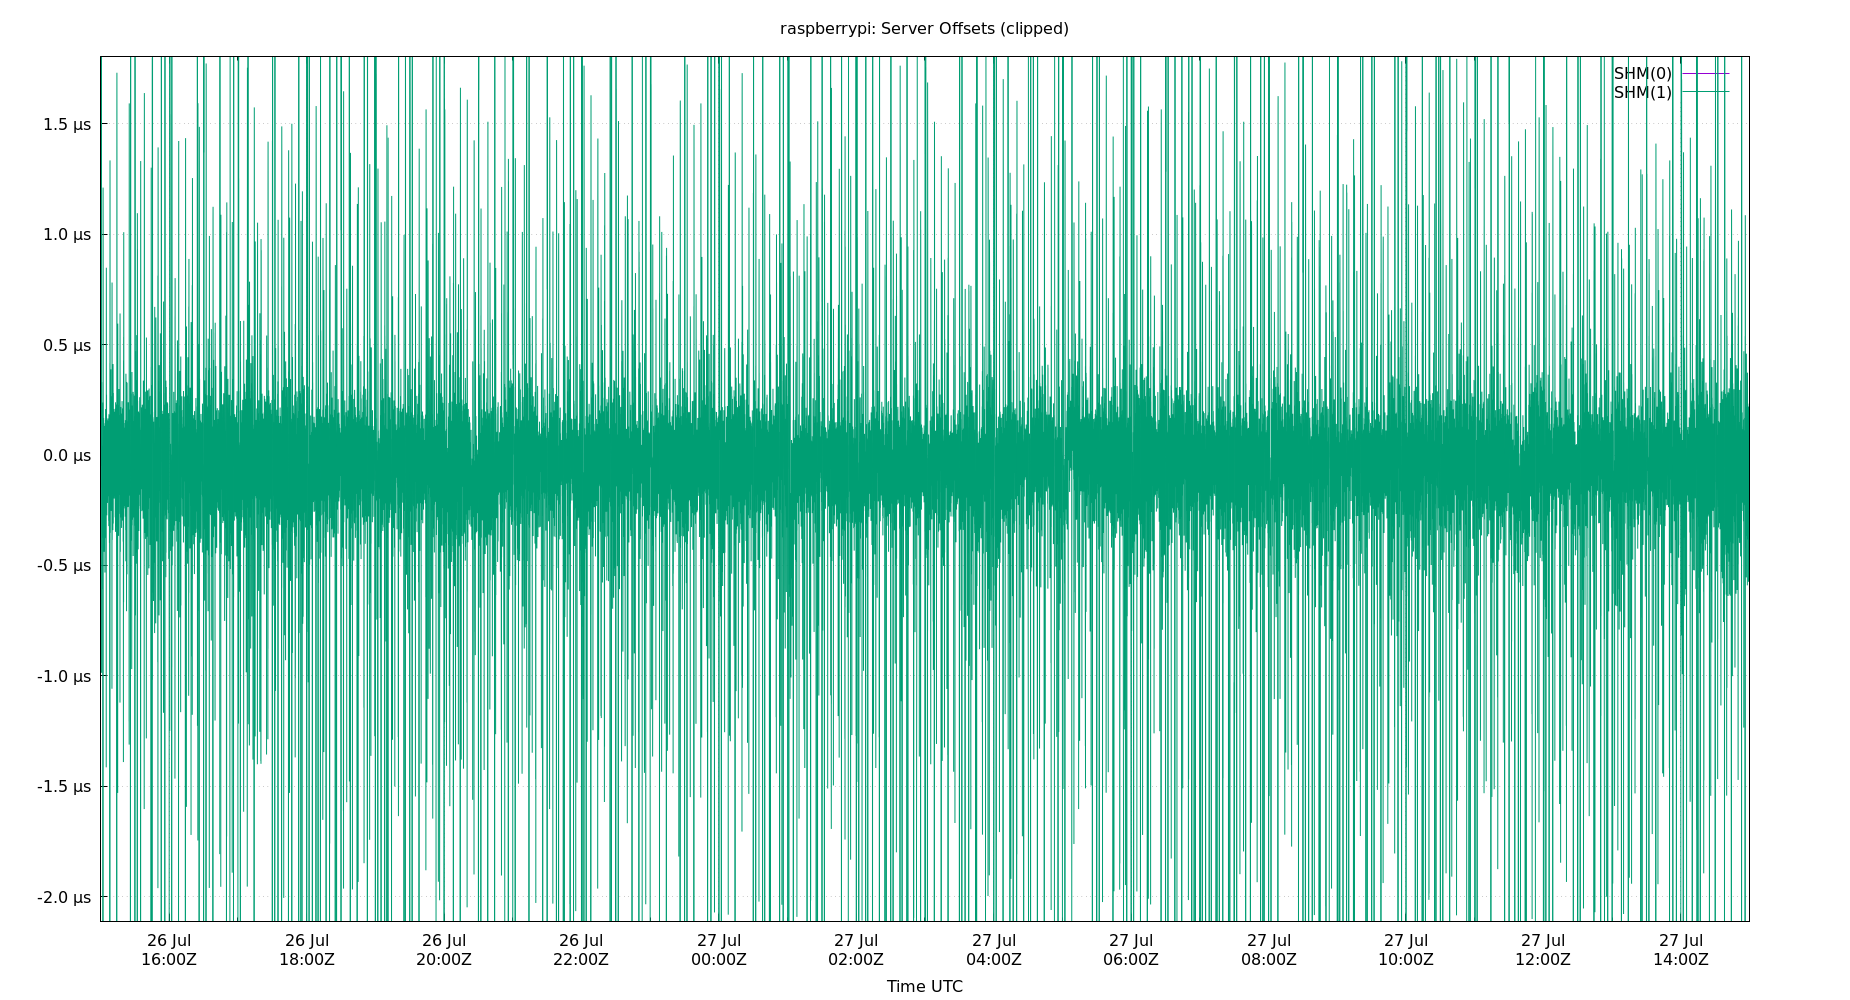 raspberrypi: Server Offsets (clipped)
SHM(0)
SHM(1)
1.5 µs
1.0 µs
0.5 µs
0.0 µs
-0.5 µs
-1.0 µs
-1.5 µs
-2.0 µs
26 Jul 26 Jul 26 Jul 26 Jul 27 Jul 27 Jul 27 Jul 27 Jul 27 Jul 27 Jul 27 Jul 27 Jul
16:00Z 18:00Z 20:00Z 22:00Z 00:00Z 02:00Z 04:00Z 06:00Z 08:00Z 10:00Z 12:00Z 14:00Z
Time UTC